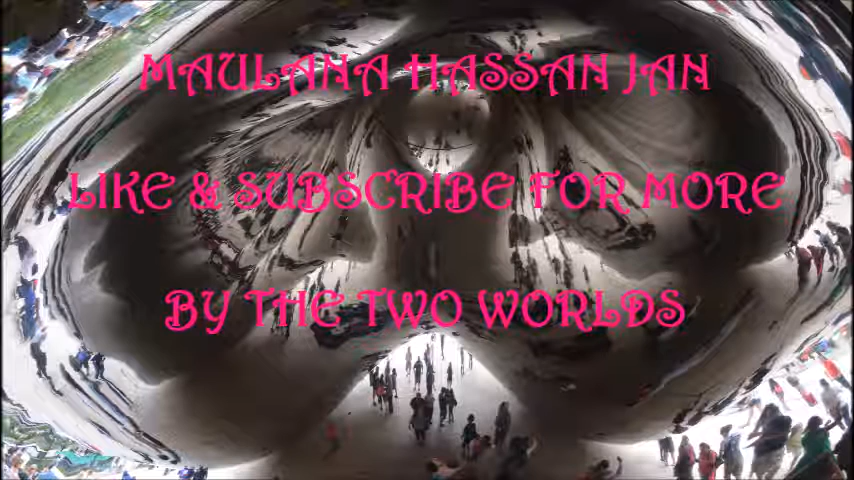 MAULANA HASSAN JAN
LIKE & SUBSCRIBE FOR MORE
BY THE TWO WORLDS